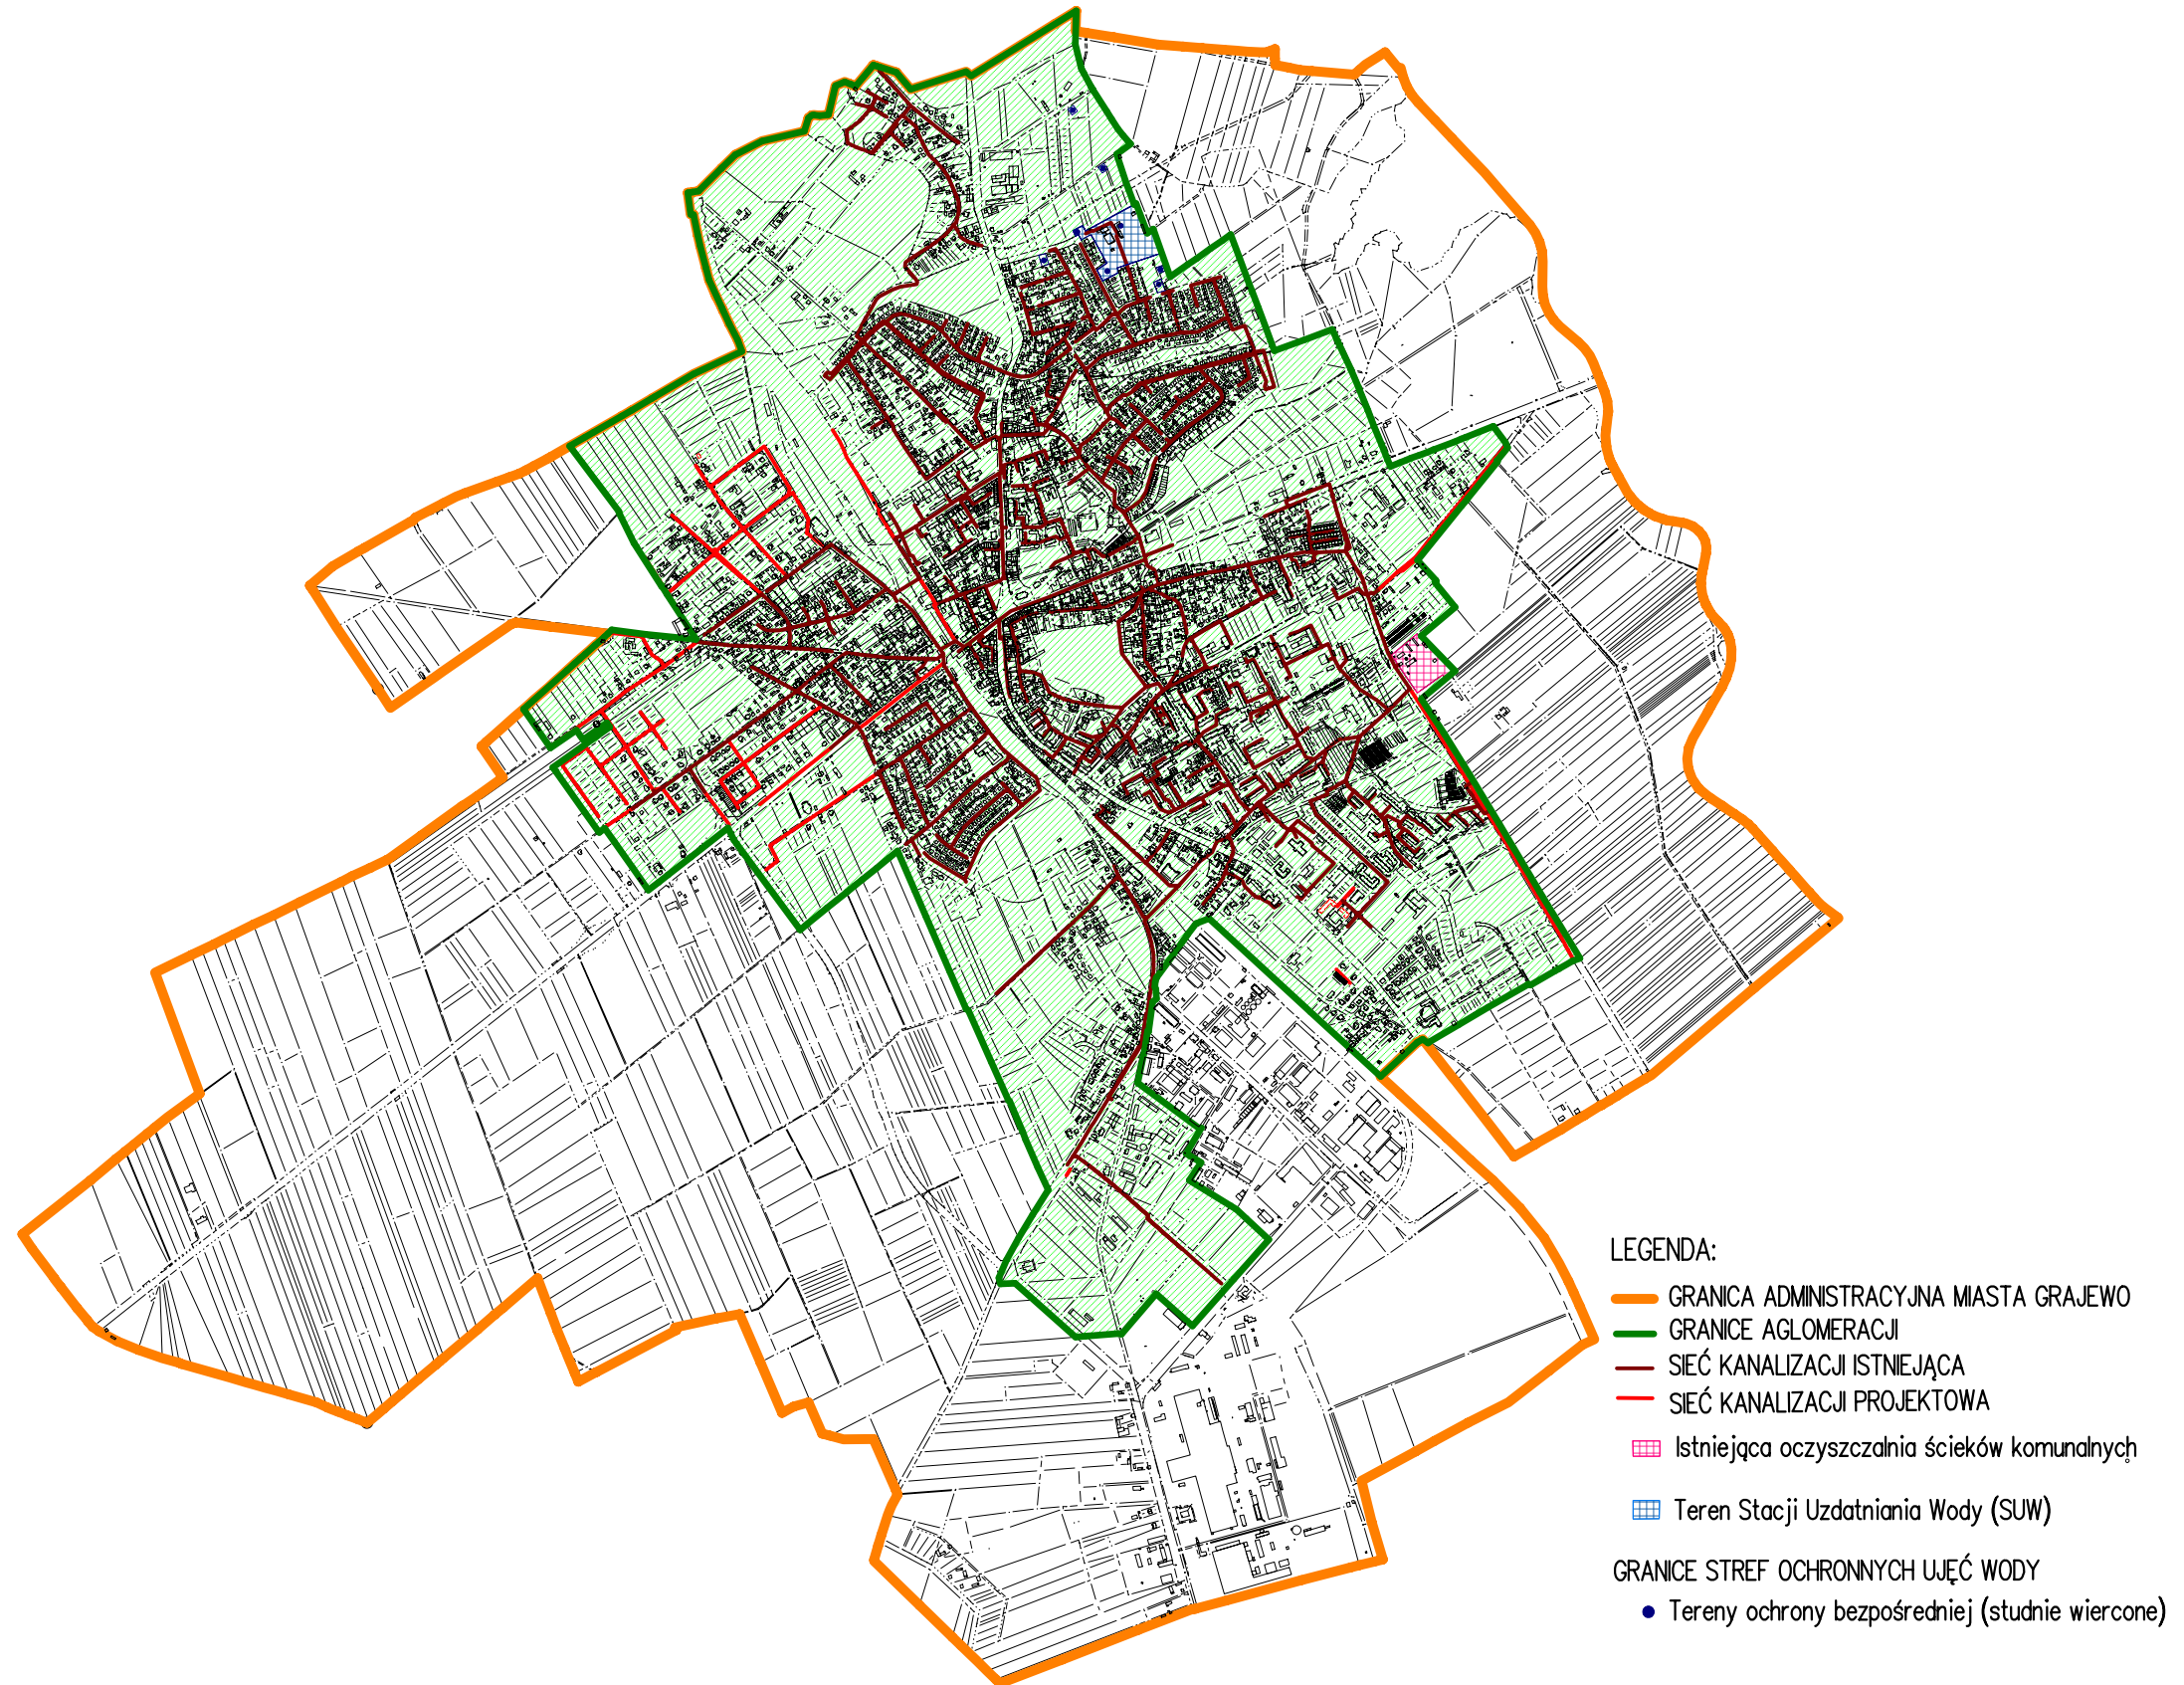 LEGENDA:
GRANICA ADMINISTRACYJNA MIASTA GRAJEWO
GRANICE AGLOMERACJI
SIEĆ KANALIZACJI ISTNIEJĄCA
SIEĆ KANALIZACJI PROJEKTOWA
Istniejąca oczyszczalnia ścieków komunalnych
Teren Stacji Uzdatniania Wody (SUW)
GRANICE STREF OCHRONNYCH UJĘĆ WODY
Tereny ochrony bezpośredniej (studnie wiercone)